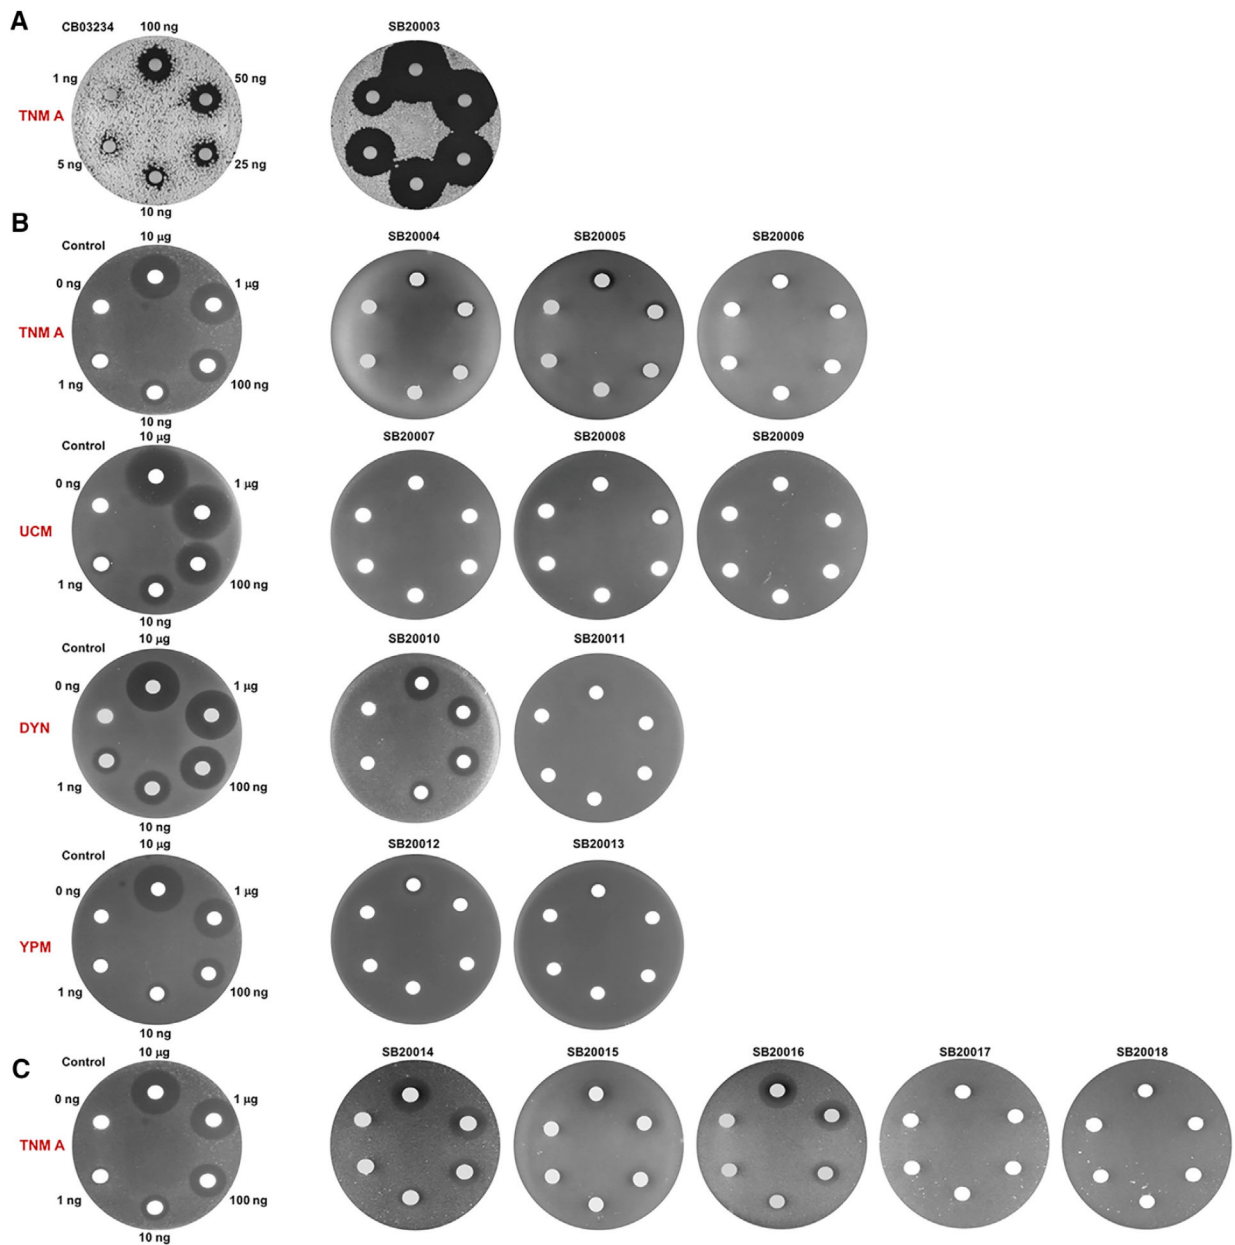 A
CB03234 100 ng SB20003
1 ng 50 ng
TNM A
5 ng 25 ng
10 ng
B
10 µg SB20004 SB20005 SB20006
Control
0 ng 1 µg
TNM A
1 ng 100 ng
10 ng
10 µg SB20007 SB20008 SB20009
Control
0 ng 1 µg
UCM
1 ng 100 ng
10 ng
10 µg SB20010 SB20011
Control
0 ng 1 µg
DYN
1 ng 100 ng
10 ng
10 µg SB20012 SB20013
Control
0 ng 1 µg
YPM
1 ng 100 ng
10 ng
C
10 µg SB20014 SB20015 SB20016 SB20017 SB20018
Control
0 ng 1 µg
TNM A
1 ng 100 ng
10 ng